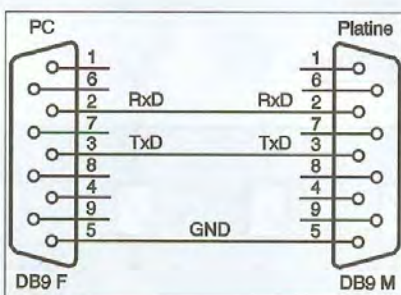 PC Platine
1 1
6 6
2 RxD RxD 2
7 7
3 TxD TxD 3
8 8
4 4
9 9
5 GND 5
DB9 F DB9 M